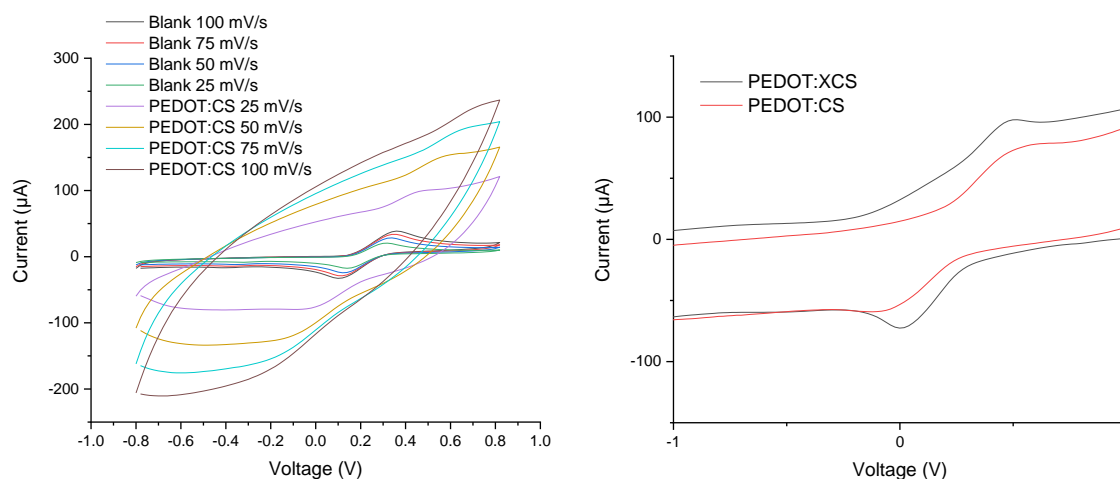 Blank 100 mV/s
Blank 75 mV/s
Blank 50 mV/s
Blank 25 mV/s
PEDOT:CS 25 mV/s
PEDOT:CS 50 mV/s
PEDOT:CS 75 mV/s
PEDOT:CS 100 mV/s
300
200
100
0
-100
-200
Current (µA)
-1.0 -0.8 -0.6 -0.4 -0.2 0.0 0.2 0.4 0.6 0.8 1.0
Voltage (V)
PEDOT:XCS
PEDOT:CS
100
0
-100
Current (µA)
-1 0
Voltage (V)